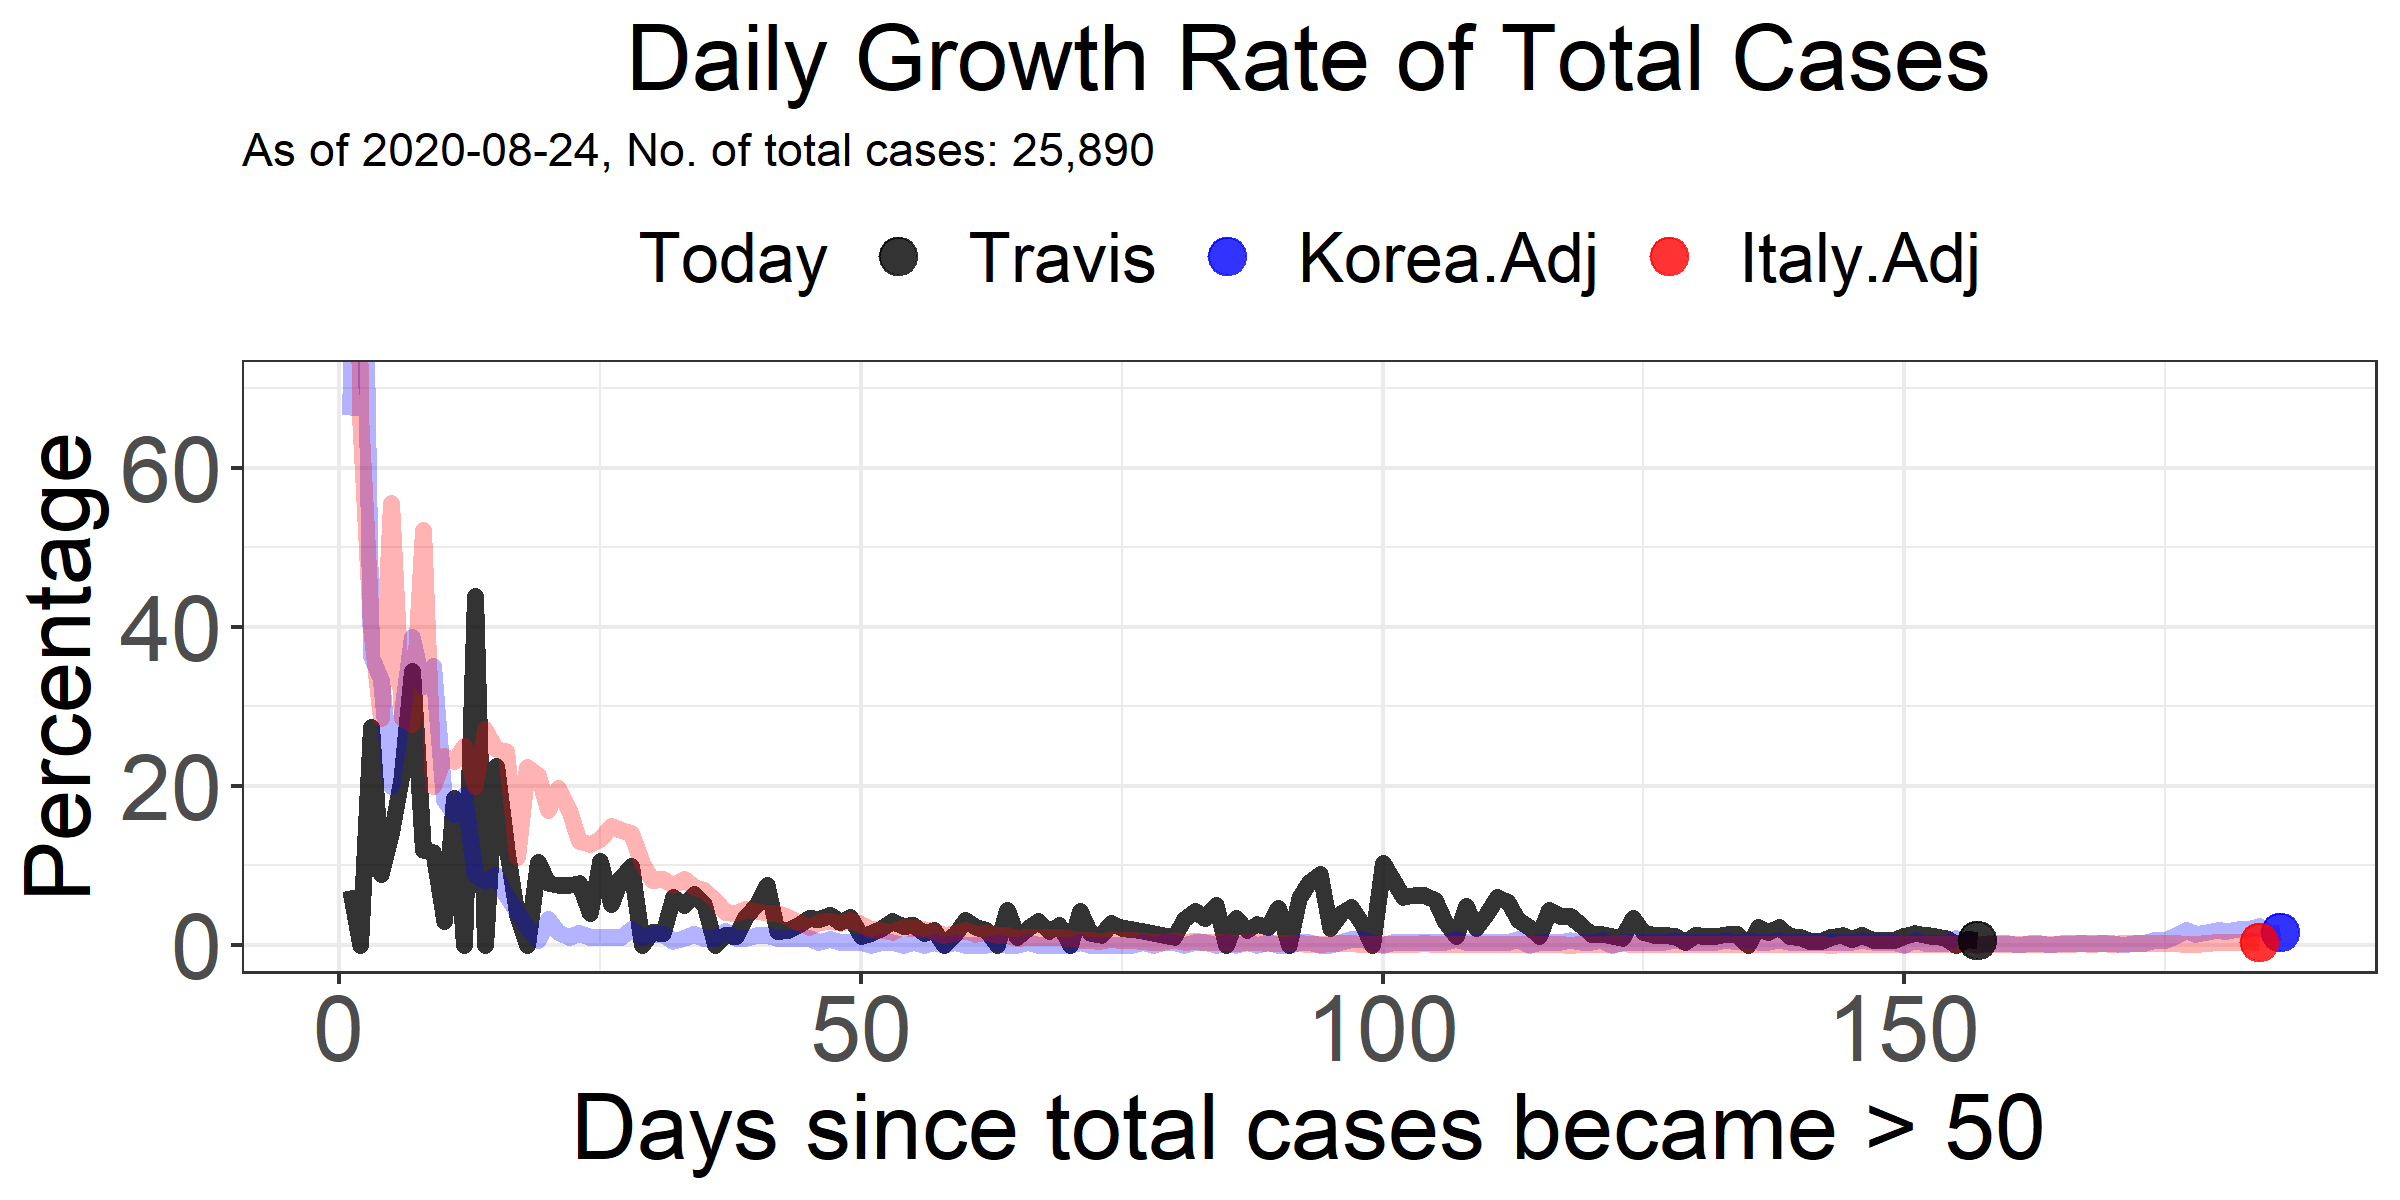 Daily Growth Rate of Total Cases
As of 2020-08-24, No. of total cases: 25,890
Today Travis Korea.Adj Italy.Adj
Percentage
60
40
20
0
0 50 100 150
Days since total cases became > 50